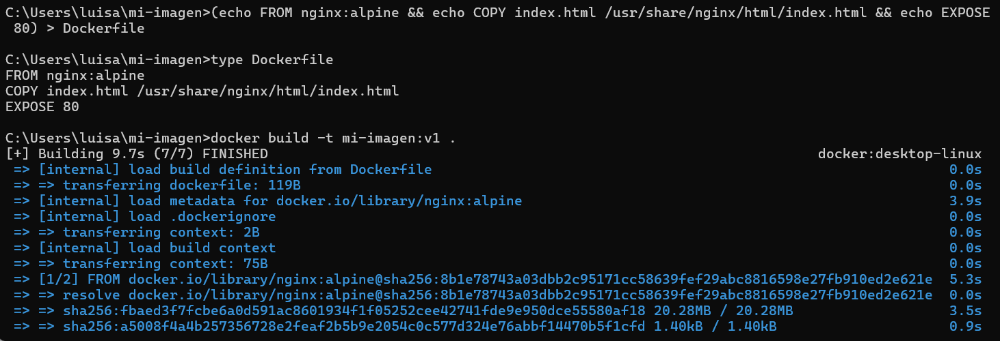 C:\Users\luisa\mi-imagen>(echo FROM nginx:alpine && echo COPY index.html /usr/share/nginx/html/index.html && echo EXPOSE
 80) > Dockerfile
C:\Users\luisa\mi-imagen>type Dockerfile
FROM nginx:alpine
COPY index.html /usr/share/nginx/html/index.html
EXPOSE 80
C:\Users\luisa\mi-imagen>docker build -t mi-imagen:v1 .
[+] Building 9.7s (7/7) FINISHED docker:desktop-linux
=> [internal] load build definition from Dockerfile 0.0s
=> => transferring dockerfile: 119B 0.0s
=> [internal] load metadata for docker.io/library/nginx:alpine 3.9s
=> [internal] load .dockerignore 0.0s
=> => transferring context: 2B 0.0s
=> [internal] load build context 0.0s
=> => transferring context: 75B 0.0s
=> [1/2] FROM docker.io/library/nginx:alpine@sha256:8b1e78743a03dbb2c95171cc58639fef29abc8816598e27fb910ed2e621e 5.3s
=> => resolve docker.io/library/nginx:alpine@sha256:8b1e78743a03dbb2c95171cc58639fef29abc8816598e27fb910ed2e621e 0.0s
=> => sha256:fbaed3f7fcbe6a0d591ac8601934f1f05252cee42741fde9e950dce55580af18 20.28MB / 20.28MB 3.5s
=> => sha256:a5008f4a4b257356728e2feaf2b5b9e2054c0c577d324e76abbf14470b5f1cfd 1.40kB / 1.40kB 0.9s